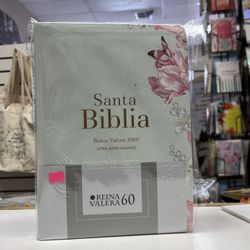 Santa
Biblia
Reina Valera 1960
LETRA SÚPER GIGANTE
REINA
VALERA 60